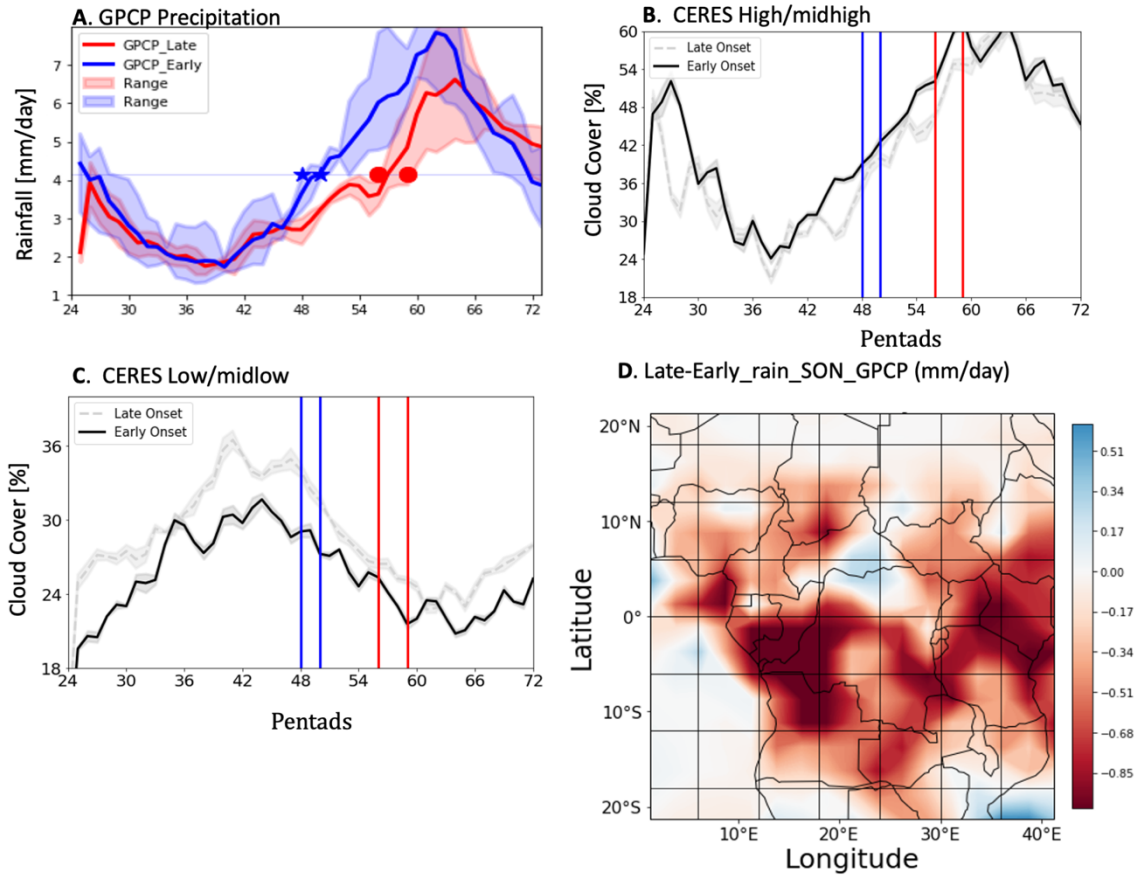 A. GPCP Precipitation
GPCP_Late
GPCP_Early
Range
Range
Rainfall [mm/day]
7
6
5
4
3
2
1
24 30 36 42 48 54 60 66 72
B. CERES High/midhigh
Late Onset
Early Onset
Cloud Cover [%]
60
54
48
42
36
30
24
18
24 30 36 42 48 54 60 66 72
Pentads
C. CERES Low/midlow
Late Onset
Early Onset
Cloud Cover [%]
36
30
24
18
24 30 36 42 48 54 60 66 72
Pentads
D. Late-Early_rain_SON_GPCP (mm/day)
Latitude
20°N
10°N
0°
10°S
20°S
10°E 20°E 30°E 40°E
Longitude
0.51
0.34
0.17
0.00
−0.17
−0.34
−0.51
−0.68
−0.85